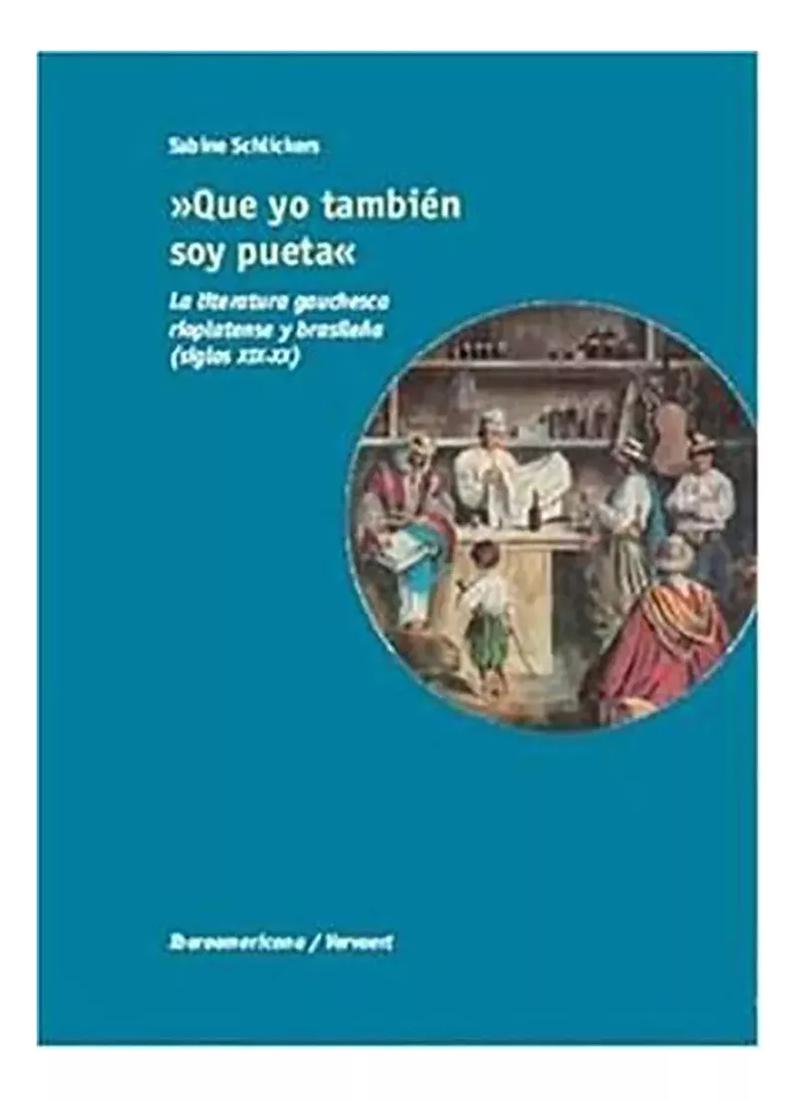 Sabine Schlickers
»Que yo también
soy pueta«
La literatura gauchesca
rioplatense y brasileña
(siglos XIX-XX)
Iberoamericana / Vervuert